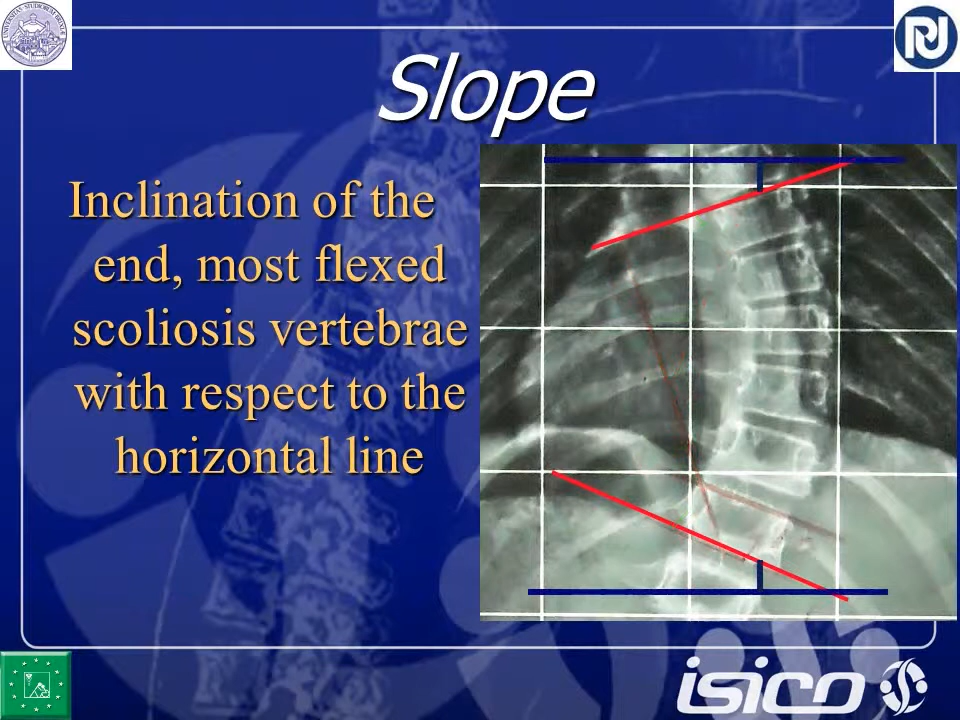 Slope
Inclination of the
end, most flexed
scoliosis vertebrae
with respect to the
horizontal line
isico